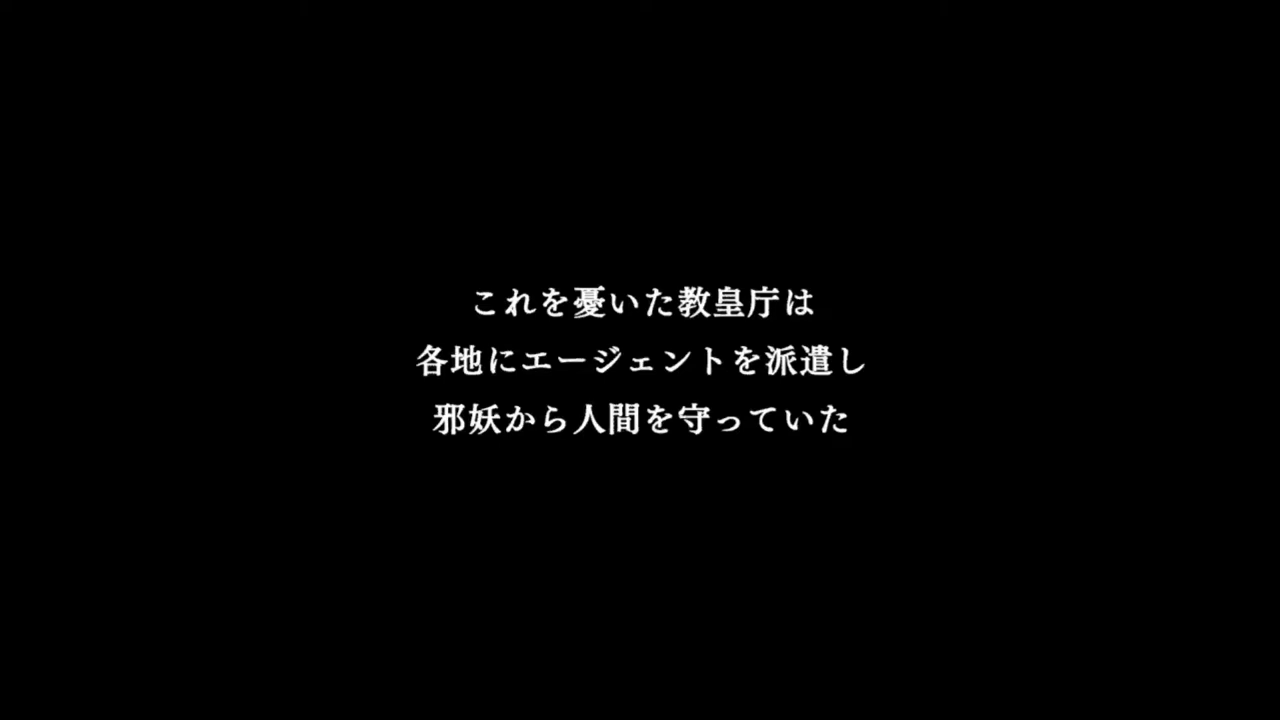 これを憂いた教皇庁は
各地にエージェントを派遣し
邪妖から人間を守っていた